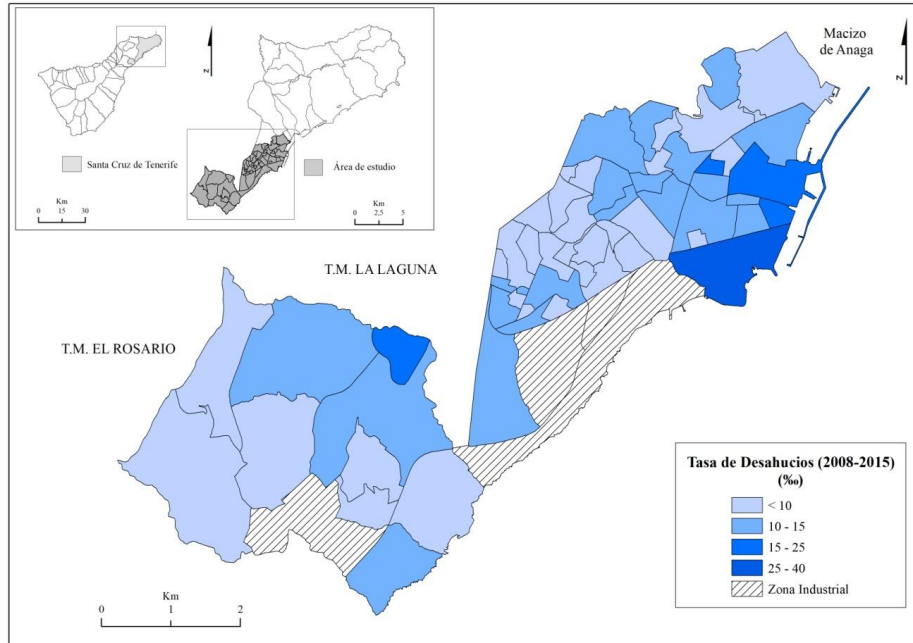 Macizo
de Anaga
N
N
Santa Cruz de Tenerife
Área de estudio
Km
0 15 30
Km
0 2,5 5
T.M. LA LAGUNA
T.M. EL ROSARIO
Tasa de Desahucios (2008-2015)
(‰)
< 10
10 - 15
15 - 25
25 - 40
Zona Industrial
Km
0 1 2